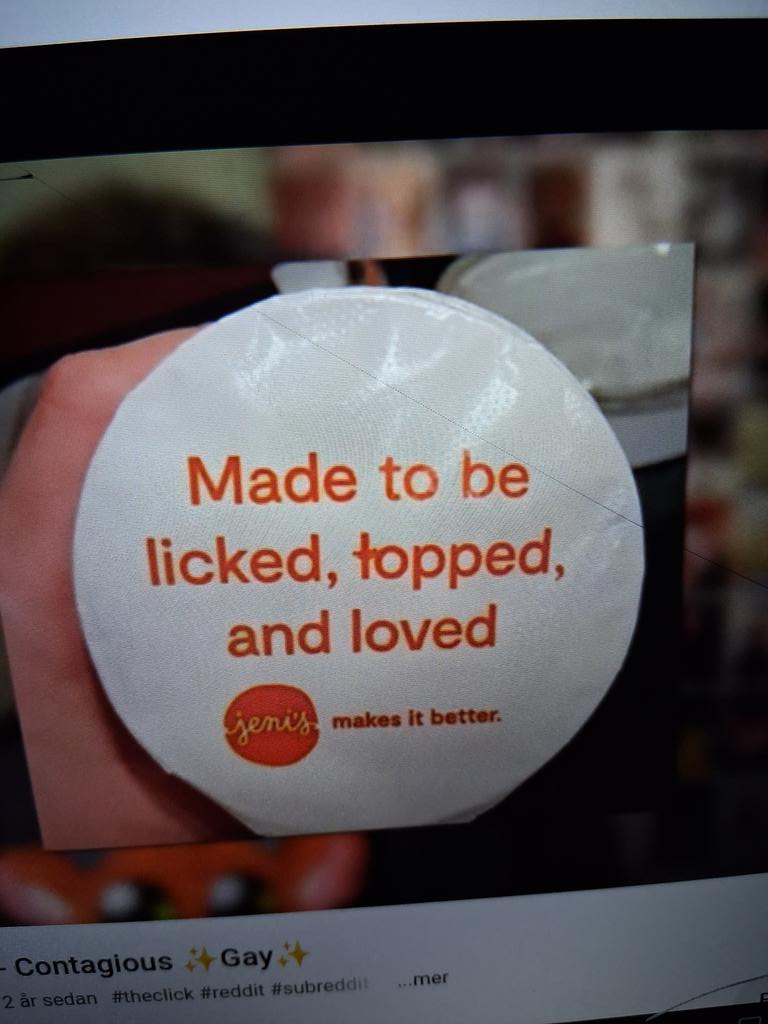 Made to be
licked, topped,
and loved
jeni's makes it better.
- Contagious ✨Gay✨
2 år sedan #theclick #reddit #subreddit ...mer